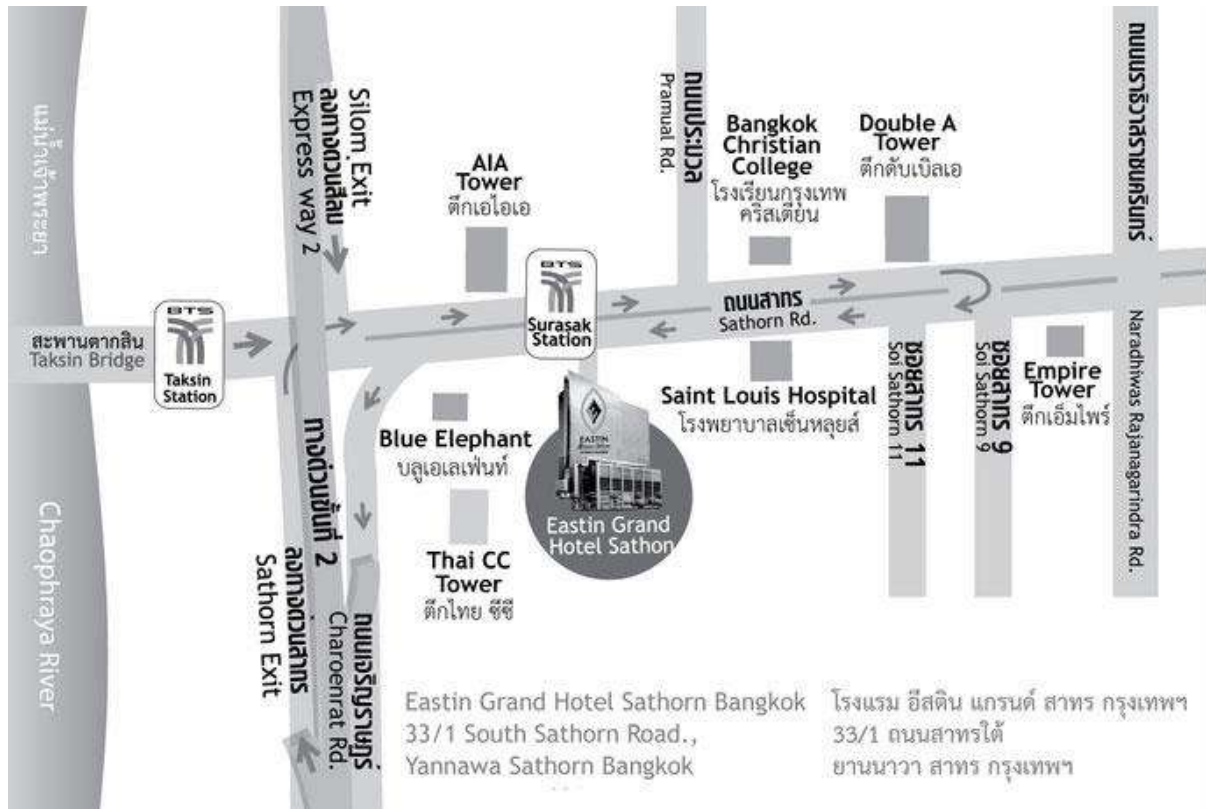 แม่น้ำเจ้าพระยา
Chaophraya River
Silom Exit
ลงทางด่วนสีลม
Express way 2
AIA
Tower
ตึกเอไอเอ
ถนนประมวล
Pramual Rd.
Bangkok
Christian
College
โรงเรียนกรุงเทพ
คริสเตียน
Double A
Tower
ตึกดับเบิลเอ
ถนนนราธิวาสราชนครินทร์
Naradhiwas Rajanagarindra Rd.
สะพานตากสิน
Taksin Bridge
BTS
Taksin
Station
BTS
Surasak
Station
ถนนสาทร
Sathorn Rd.
Blue Elephant
บลูเอเลเฟ่นท์
Thai CC
Tower
ตึกไทย ซีซี
EASTIN
Eastin Grand
Hotel Sathon
Saint Louis Hospital
โรงพยาบาลเซ็นหลุยส์
ซอยสาทร 11
Soi Sathorn 11
ซอยสาทร 9
Soi Sathorn 9
Empire
Tower
ตึกเอ็มไพร์
ทางด่วนขั้นที่ 2
ลงทางด่วนสาทร
Sathorn Exit
ถนนเจริญราษฎร์
Charoenrat Rd.
Eastin Grand Hotel Sathorn Bangkok
33/1 South Sathorn Road.,
Yannawa Sathorn Bangkok
โรงแรม อีสติน แกรนด์ สาทร กรุงเทพฯ
33/1 ถนนสาทรใต้
ยานนาวา สาทร กรุงเทพฯ